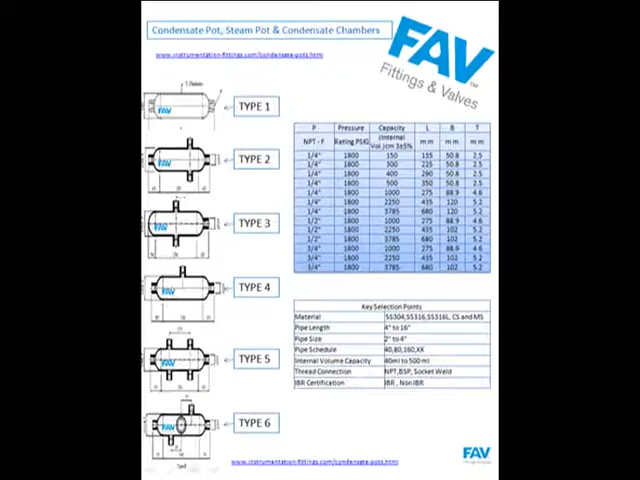 Condensate Pot, Steam Pot & Condensate Chambers
FAV
TM
Fittings & Valves
www.instrumentation-fittings.com/condensate-pots.html
FAV
TYPE 1
FAV
TYPE 2
FAV
TYPE 3
FAV
TYPE 4
FAV
TYPE 5
FAV
TYPE 6
P Pressure Capacity L B T
NPT - F Rating PSIG (Internal Vol.)cm 3±5% mm mm mm
1/4" 1800 150 135 50.8 2.5
1/4" 1800 300 225 50.8 2.5
1/4" 1800 400 290 50.8 2.5
1/4" 1800 500 350 50.8 2.5
1/4" 1800 1000 275 88.9 4.6
1/4" 1800 2250 435 120 5.2
1/4" 1800 3785 680 120 5.2
1/2" 1800 1000 275 88.9 4.6
1/2" 1800 2250 435 102 5.2
1/2" 1800 3785 680 102 5.2
3/4" 1800 1000 275 88.9 4.6
3/4" 1800 2250 435 102 5.2
3/4" 1800 3785 680 102 5.2
Key Selection Points
Material SS304,SS316,SS316L, CS and MS
Pipe Length 4" to 16"
Pipe Size 2" to 4"
Pipe Schedule 40,80,160,XX
Internal Volume Capacity 40ml to 500 ml
Thread Connection NPT,BSP, Socket Weld
IBR Certification IBR , Non IBR
www.instrumentation-fittings.com/condensate-pots.html
FAV